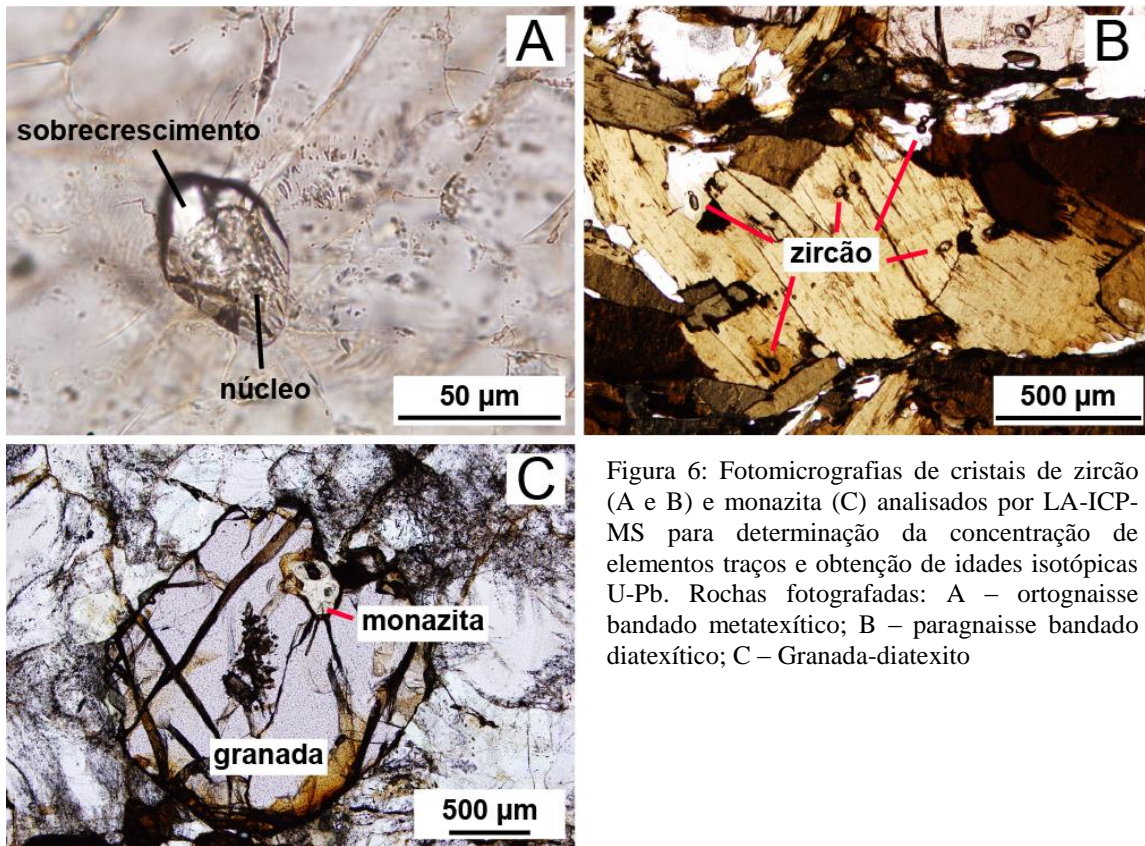 A
sobrecrescimento
núcleo
50 µm
B
zircão
500 µm
C
monazita
granada
500 µm
Figura 6: Fotomicrografias de cristais de zircão
(A e B) e monazita (C) analisados por LA-ICP-
MS para determinação da concentração de
elementos traços e obtenção de idades isotópicas
U-Pb. Rochas fotografadas: A – ortognaisse
bandado metatexítico; B – paragnaisse bandado
diatexítico; C – Granada-diatexito